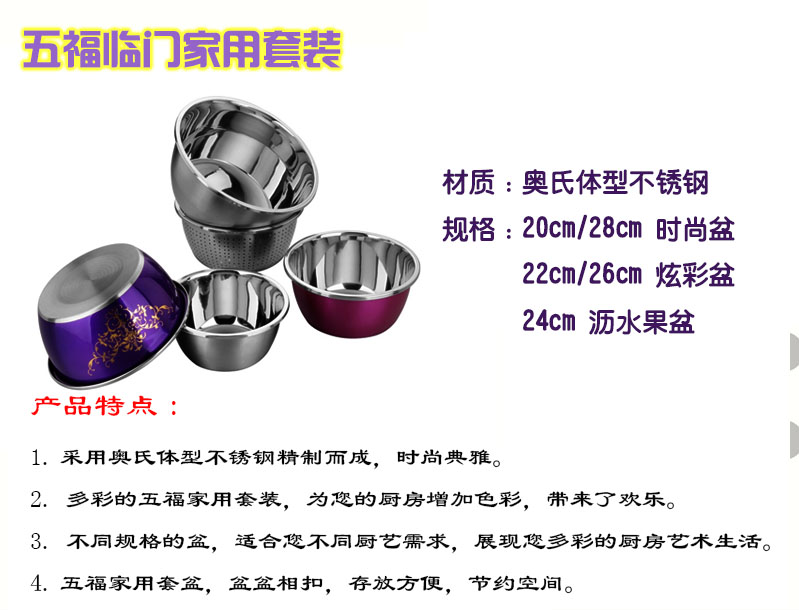 五福临门家用套装
材质：奥氏体型不锈钢
规格：20cm/28cm 时尚盆
22cm/26cm 炫彩盆
24cm 沥水果盆
产品特点：
1. 采用奥氏体型不锈钢精制而成，时尚典雅。
2. 多彩的五福家用套装，为您的厨房增加色彩，带来了欢乐。
3. 不同规格的盆，适合您不同厨艺需求，展现您多彩的厨房艺术生活。
4. 五福家用套盆，盆盆相扣，存放方便，节约空间。